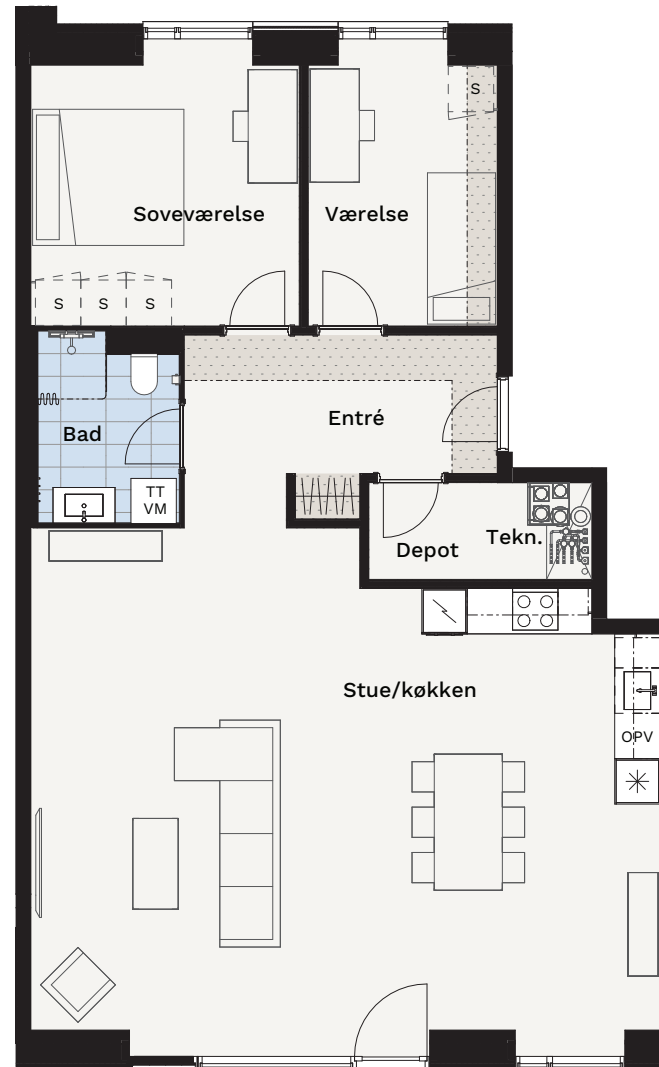 S
Soveværelse
Værelse
S
S
S
Entré
Bad
TT
VM
Tekn.
Depot
Stue/køkken
OPV